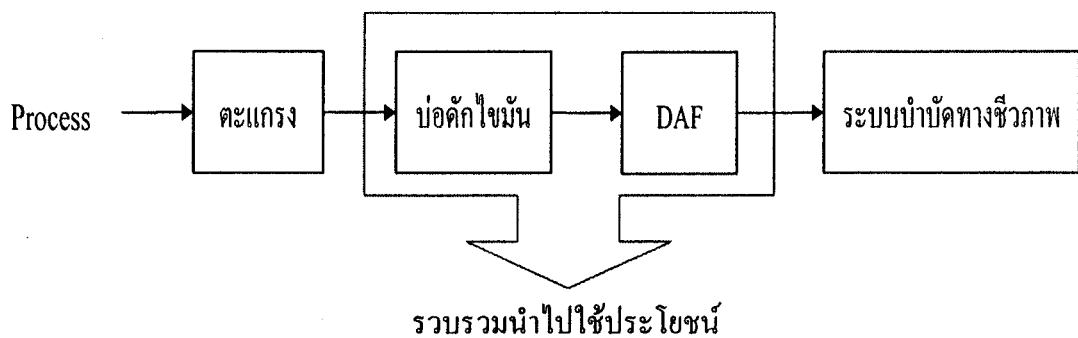 Process
ตะแกรง
บ่อดักไขมัน
DAF
ระบบบำบัดทางชีวภาพ
รวบรวมนำไปใช้ประโยชน์